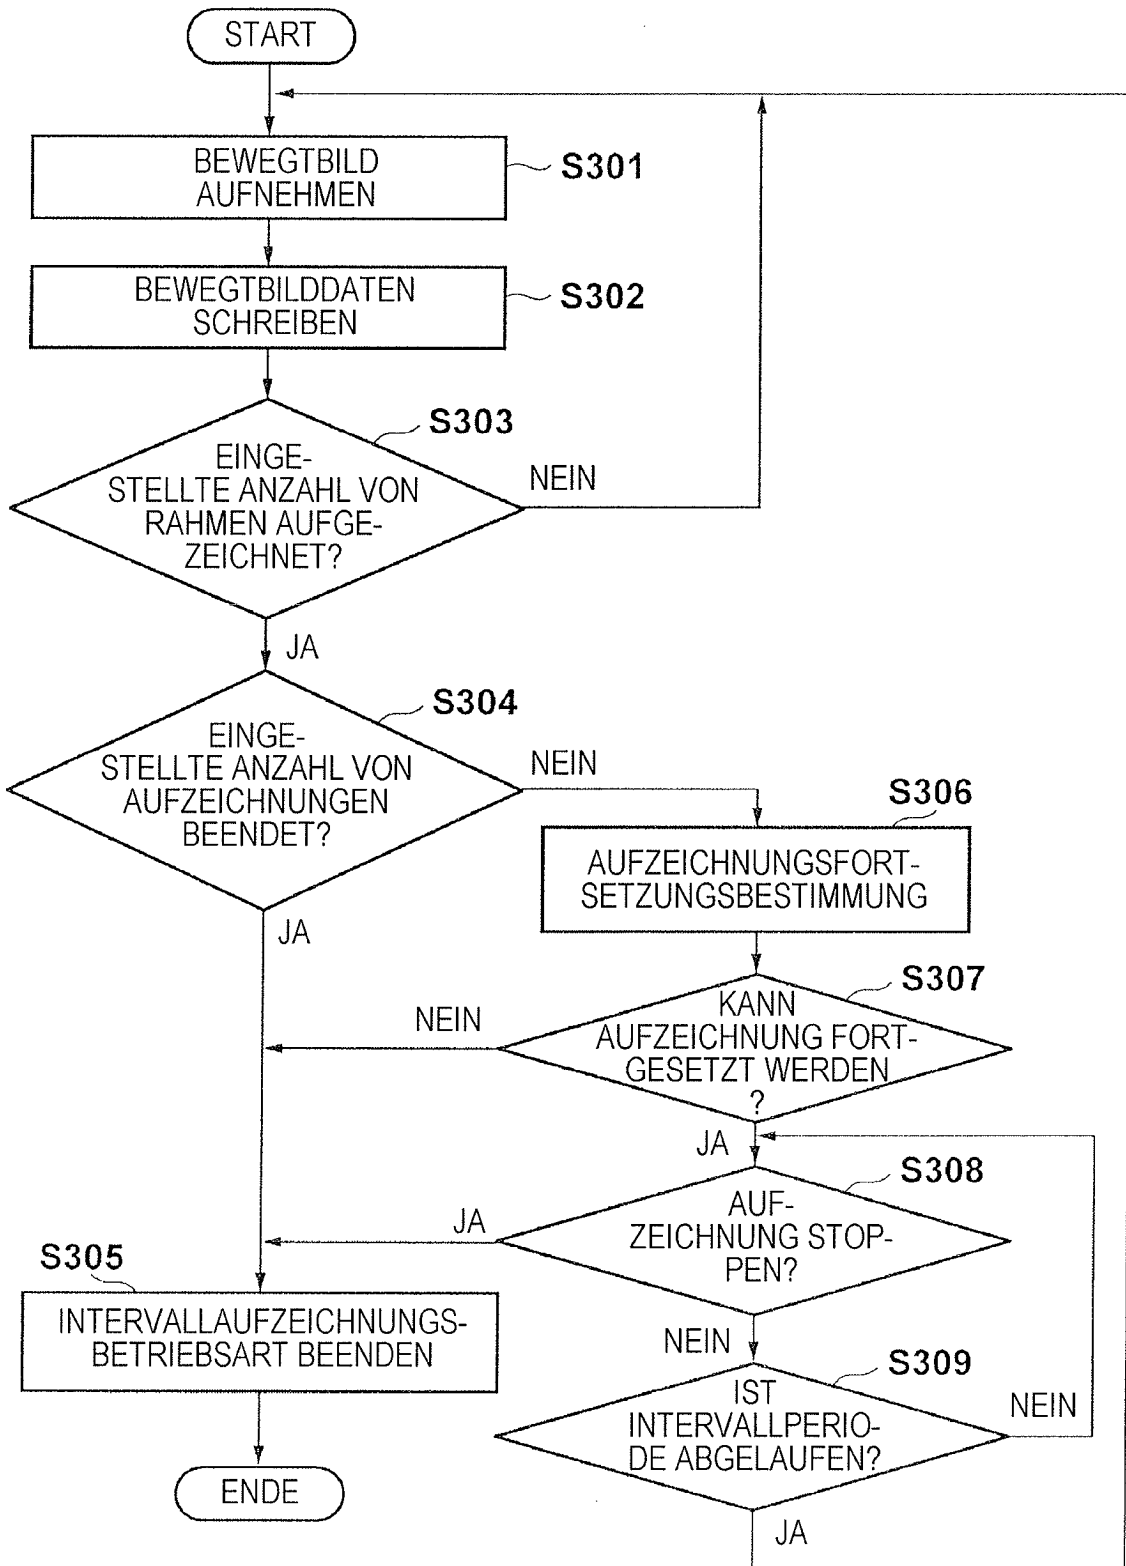 START
BEWEGTBILD
AUFNEHMEN
S301
BEWEGTBILDDATEN
SCHREIBEN
S302
S303
EINGE-
STELLTE ANZAHL VON
RAHMEN AUFGE-
ZEICHNET?
NEIN
JA
S304
EINGE-
STELLTE ANZAHL VON
AUFZEICHNUNGEN
BEENDET?
NEIN
JA
S306
AUFZEICHNUNGSFORT-
SETZUNGSBESTIMMUNG
S307
KANN
AUFZEICHNUNG FORT-
GESETZT WERDEN
?
NEIN
JA
S308
AUF-
ZEICHNUNG STOP-
PEN?
JA
NEIN
S305
INTERVALLAUFZEICHNUNGS-
BETRIEBSART BEENDEN
S309
IST
INTERVALLPERIO-
DE ABGELAUFEN?
NEIN
JA
ENDE